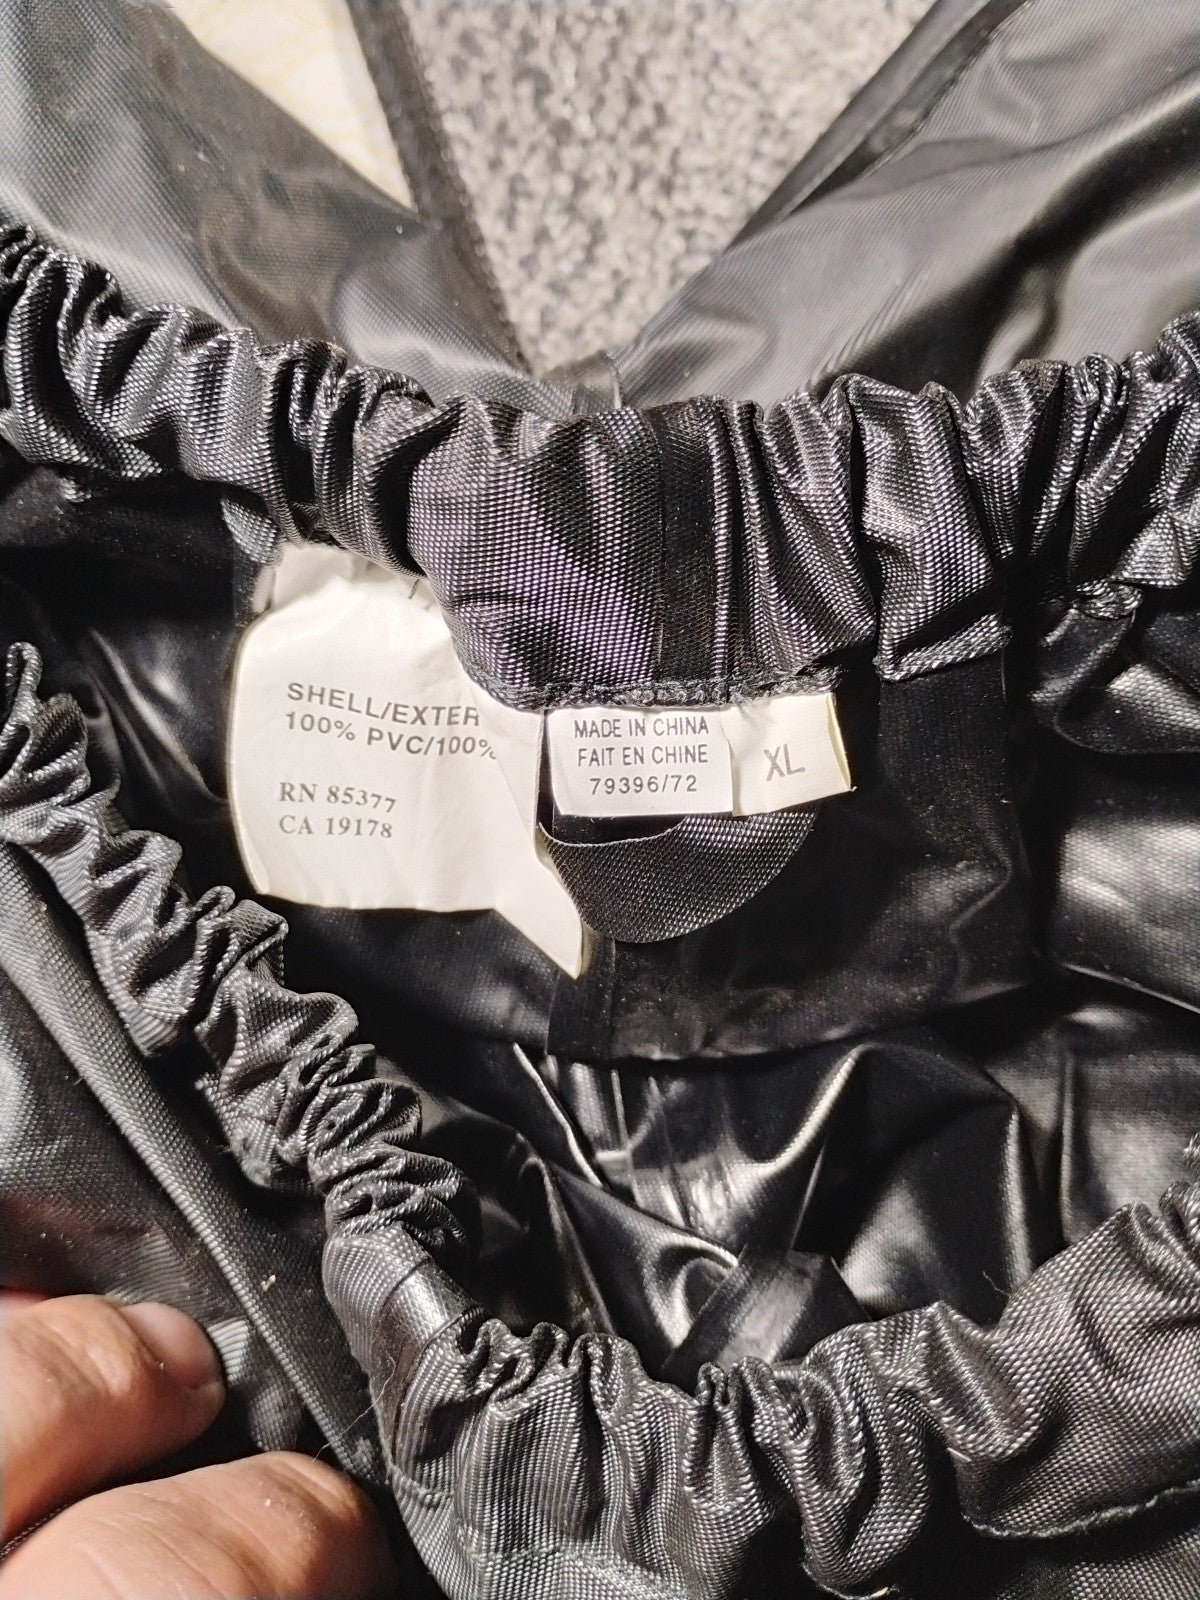 SHELL/EXTER
100% PVC/100%
RN 85377
CA 19178
MADE IN CHINA
FAIT EN CHINE
79396/72
XL